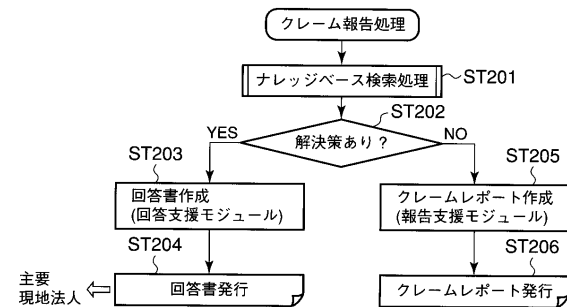 クレーム報告処理
ナレッジベース検索処理
ST201
ST202
解決策あり?
YES
NO
ST203
回答書作成
(回答支援モジュール)
ST205
クレームレポート作成
(報告支援モジュール)
ST204
回答書発行
主要
現地法人
ST206
クレームレポート発行